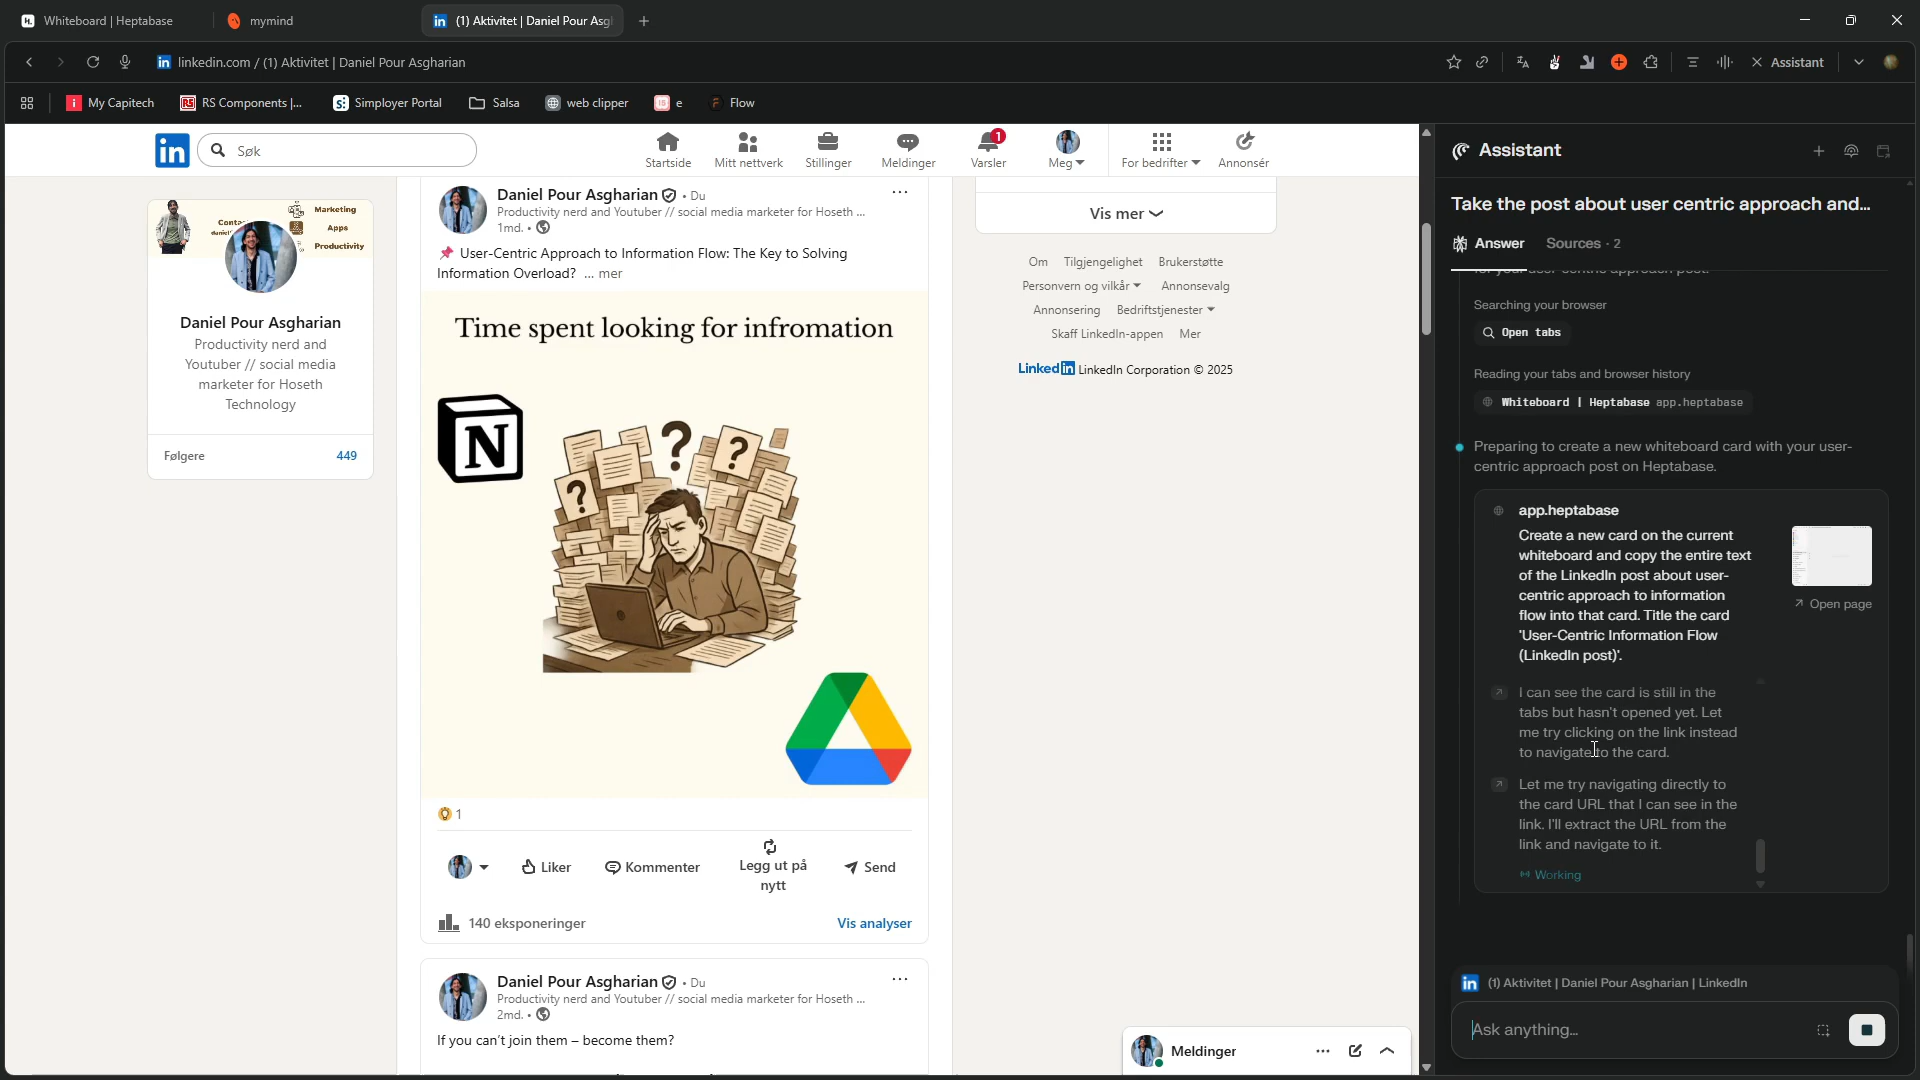 Whiteboard | Heptabase
mymind
(1) Aktivitet | Daniel Pour Asg
linkedin.com / (1) Aktivitet | Daniel Pour Asgharian
Assistant
My Capitech
RS Components |...
Simployer Portal
Salsa
web clipper
e
Flow
Søk
Startside
Mitt nettverk
Stillinger
Meldinger
1
Varsler
Meg
For bedrifter
Annonsér
Marketing
Apps
Productivity
Daniel Pour Asgharian
Productivity nerd and
Youtuber // social media
marketer for Hoseth
Technology
Følgere 449
Daniel Pour Asgharian • Du
Productivity nerd and Youtuber // social media marketer for Hoseth ...
1md. •
User-Centric Approach to Information Flow: The Key to Solving
Information Overload? ... mer
Time spent looking for infromation
N
? ? ?
1
Liker
Kommenter
Legg ut på
nytt
Send
140 eksponeringer
Vis analyser
Daniel Pour Asgharian • Du
Productivity nerd and Youtuber // social media marketer for Hoseth ...
2md. •
If you can't join them – become them?
Vis mer
Om Tilgjengelighet Brukerstøtte
Personvern og vilkår Annonsevalg
Annonsering Bedriftstjenester
Skaff LinkedIn-appen Mer
LinkedIn LinkedIn Corporation © 2025
Meldinger
Assistant
Take the post about user centric approach and...
Answer
Sources · 2
for your user-centric approach post.
Searching your browser
Open tabs
Reading your tabs and browser history
Whiteboard | Heptabase app.heptabase
Preparing to create a new whiteboard card with your user-
centric approach post on Heptabase.
app.heptabase
Create a new card on the current
whiteboard and copy the entire text
of the LinkedIn post about user-
centric approach to information
flow into that card. Title the card
'User-Centric Information Flow
(LinkedIn post)'.
Open page
I can see the card is still in the
tabs but hasn't opened yet. Let
me try clicking on the link instead
to navigate to the card.
Let me try navigating directly to
the card URL that I can see in the
link. I'll extract the URL from the
link and navigate to it.
Working
(1) Aktivitet | Daniel Pour Asgharian | LinkedIn
Ask anything...